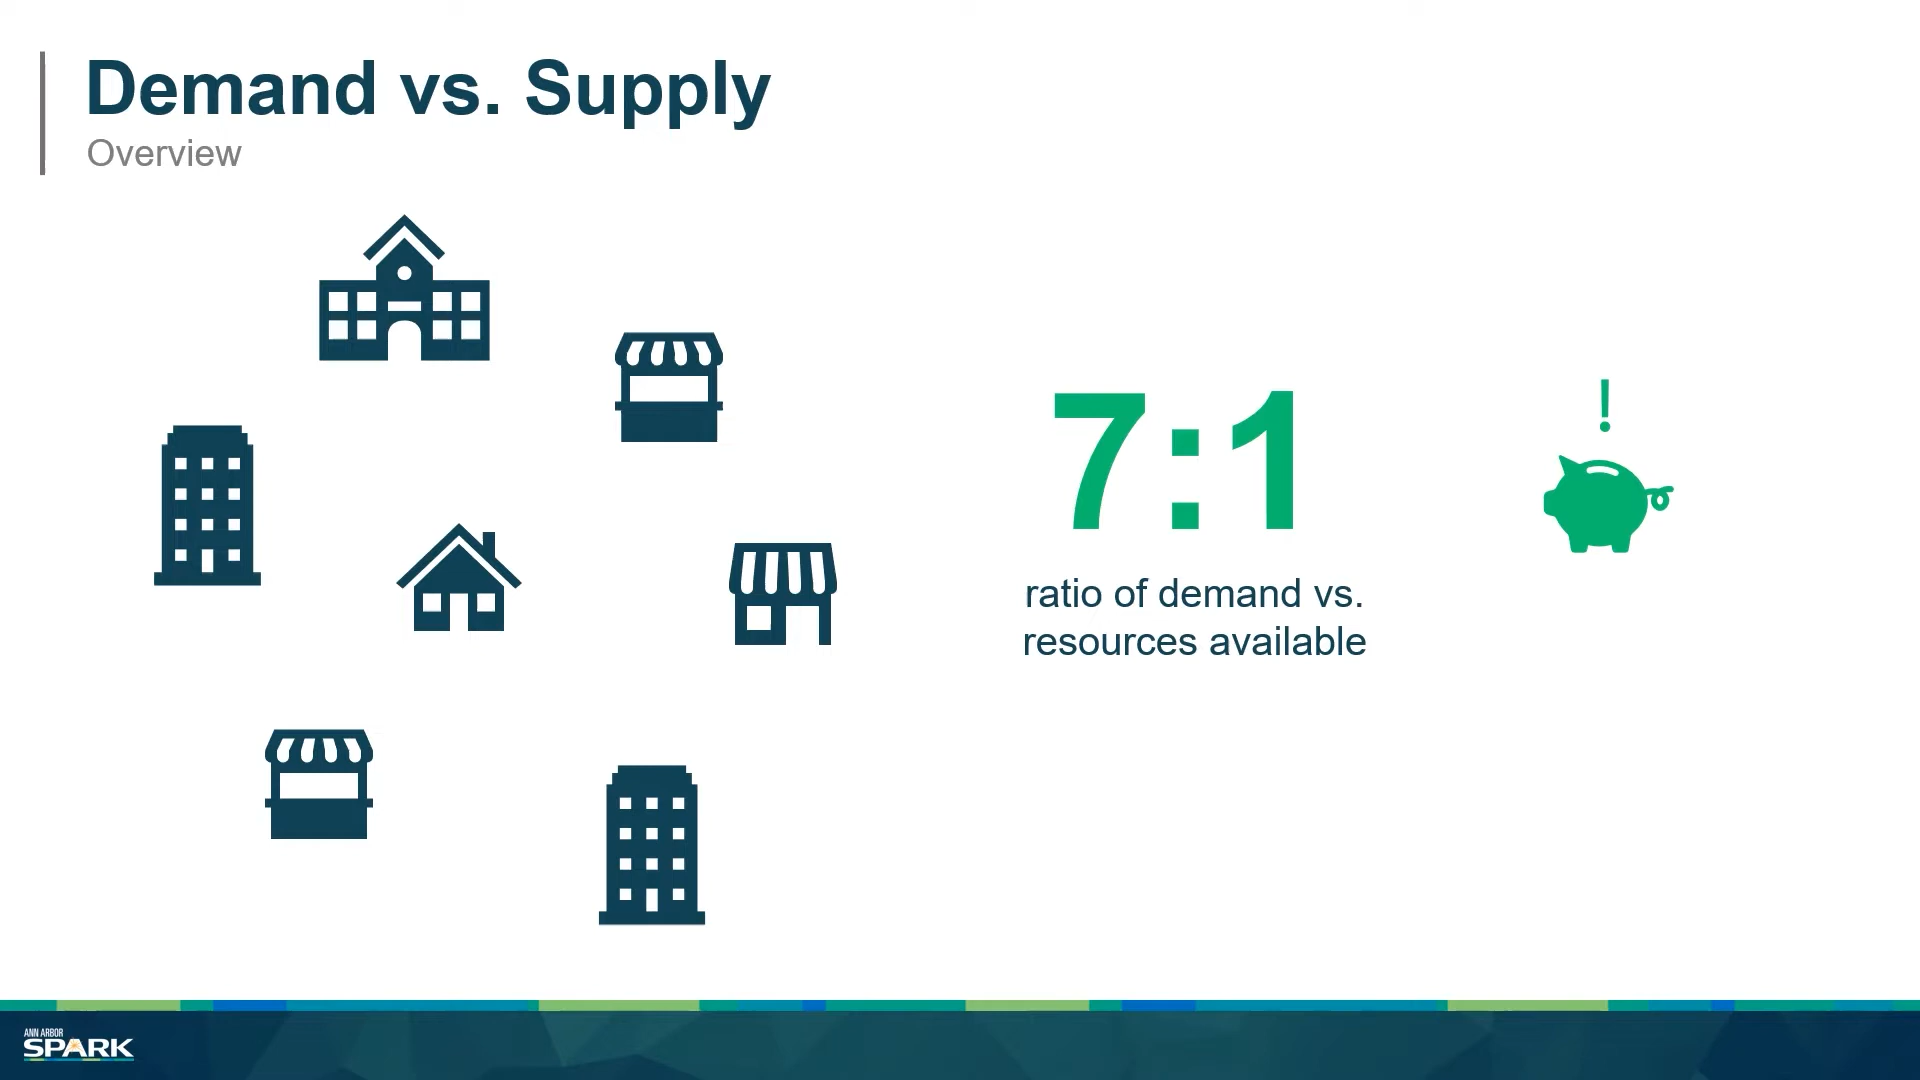 Demand vs. Supply
Overview
!
7:1
ratio of demand vs.
resources available
ANN ARBOR
SPARK